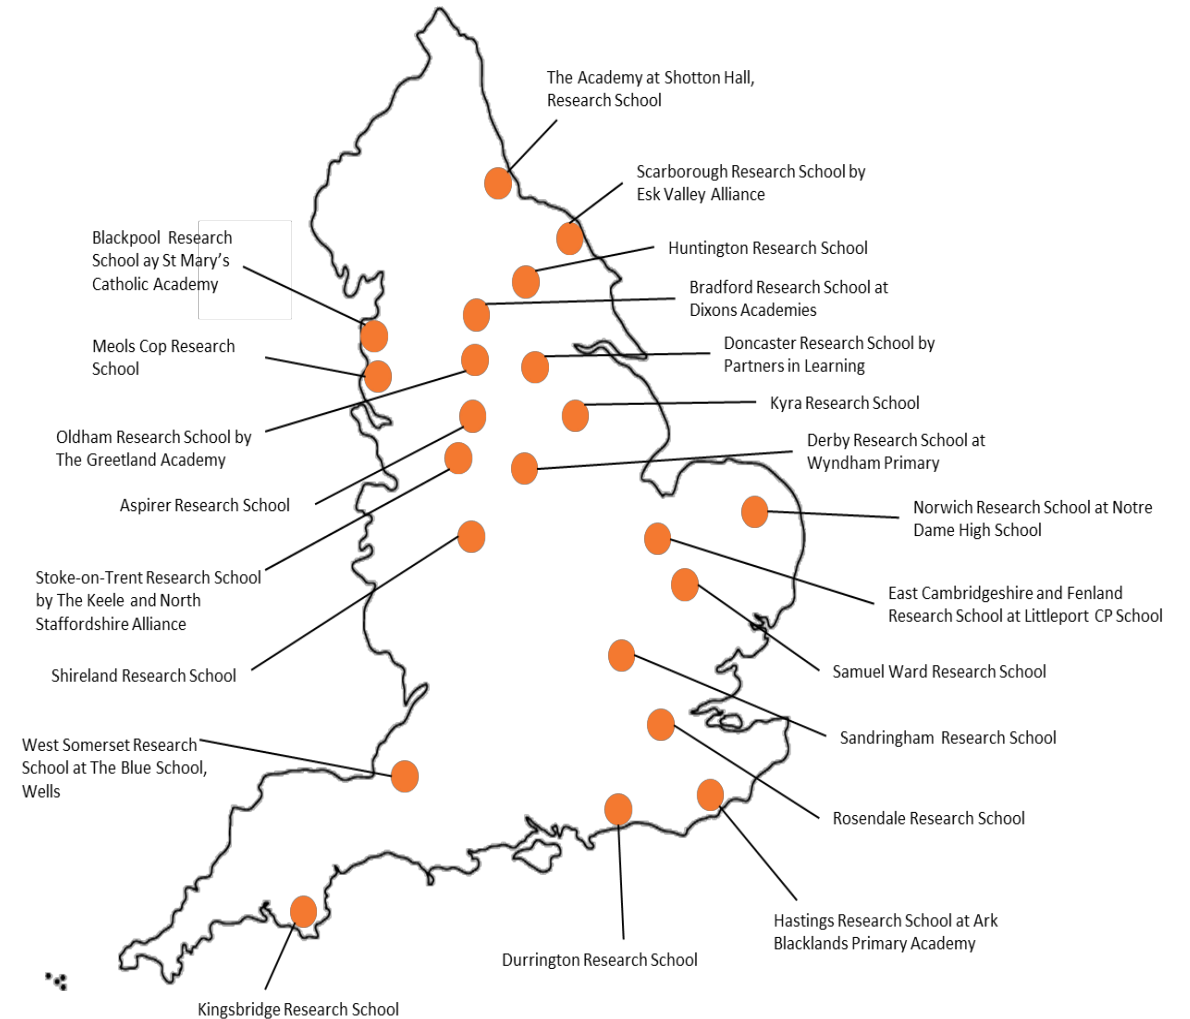 The Academy at Shotton Hall,
Research School
Scarborough Research School by
Esk Valley Alliance
Blackpool Research
School ay St Mary's
Catholic Academy
Huntington Research School
Bradford Research School at
Dixons Academies
Meols Cop Research
School
Doncaster Research School by
Partners in Learning
Kyra Research School
Oldham Research School by
The Greetland Academy
Derby Research School at
Wyndham Primary
Aspirer Research School
Norwich Research School at Notre
Dame High School
Stoke-on-Trent Research School
by The Keele and North
Staffordshire Alliance
East Cambridgeshire and Fenland
Research School at Littleport CP School
Shireland Research School
Samuel Ward Research School
West Somerset Research
School at The Blue School,
Wells
Sandringham Research School
Rosendale Research School
Hastings Research School at Ark
Blacklands Primary Academy
Durrington Research School
Kingsbridge Research School